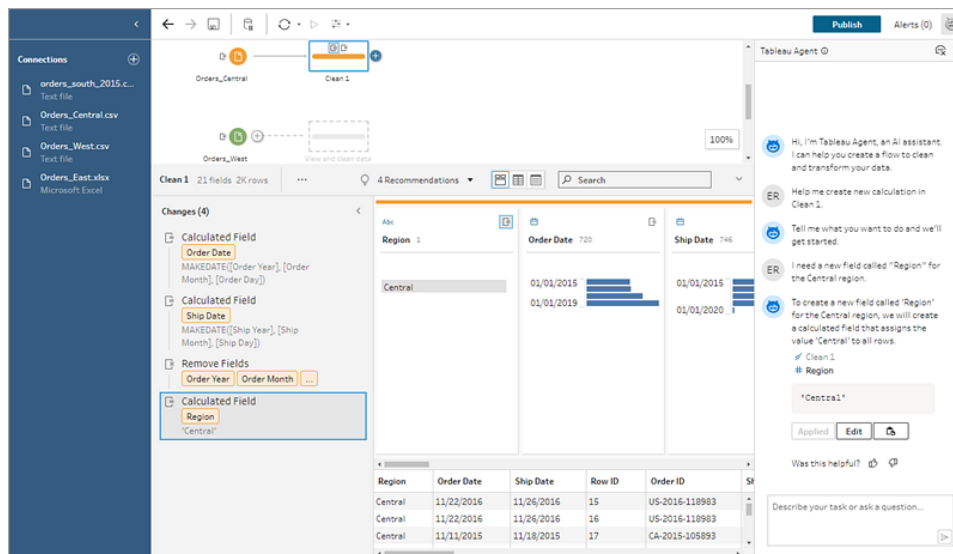 Publish
Alerts (0)
Connections
orders_south_2015.c...
Text file
Orders_Central.csv
Text file
Orders_West.csv
Text file
Orders_East.xlsx
Microsoft Excel
Orders_Central
Clean 1
Orders_West
View and clean data
100%
Clean 1 21 fields 2K rows
4 Recommendations
Search
Changes (4)
Calculated Field
Order Date
MAKEDATE([Order Year], [Order
Month], [Order Day])
Calculated Field
Ship Date
MAKEDATE([Ship Year], [Ship
Month], [Ship Day])
Remove Fields
Order Year Order Month ...
Calculated Field
Region
'Central'
Abc
Region 1
Central
Order Date 720
01/01/2015
01/01/2019
Ship Date 746
01/01/2015
01/01/2020
Region Order Date Ship Date Row ID Order ID Sh
Central 11/22/2016 11/26/2016 15 US-2016-118983
Central 11/22/2016 11/26/2016 16 US-2016-118983
Central 11/11/2015 11/18/2015 17 CA-2015-105893
Tableau Agent
Hi, I'm Tableau Agent, an AI assistant.
I can help you create a flow to clean
and transform your data.
ER
Help me create new calculation in
Clean 1.
Tell me what you want to do and we'll
get started.
ER
I need a new field called "Region" for
the Central region.
To create a new field called 'Region'
for the Central region, we will create
a calculated field that assigns the
value 'Central' to all rows.
Clean 1
# Region
"Central"
Applied Edit
Was this helpful?
Describe your task or ask a question...